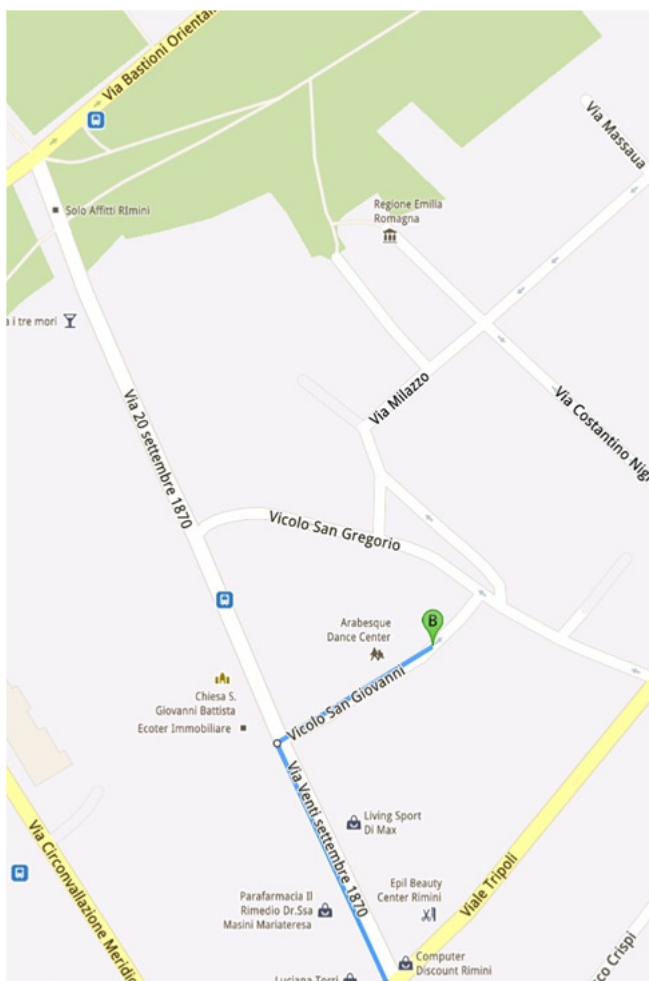 Via Bastioni Oriental
Via Massaua
Solo Affitti RImini
Regione Emilla
Romagna
a i tre mori
Via Milazzo
Via Costantino Nig
Via 20 settembre 1870
Vicolo San Gregorio
B
Arabesque
Dance Center
Chiesa S.
Giovanni Battista
Vicolo San Giovanni
Ecoter Immobiliare
Via Venti settembre 1870
Living Sport
Di Max
Via Circonvallazione Meridio
Epil Beauty
Center Rimini
Viale Tripoli
Parafarmacia Il
Rimedio Dr.Ssa
Masini Mariateresa
Computer
Discount Rimini
co Crispi
Luciana Torri